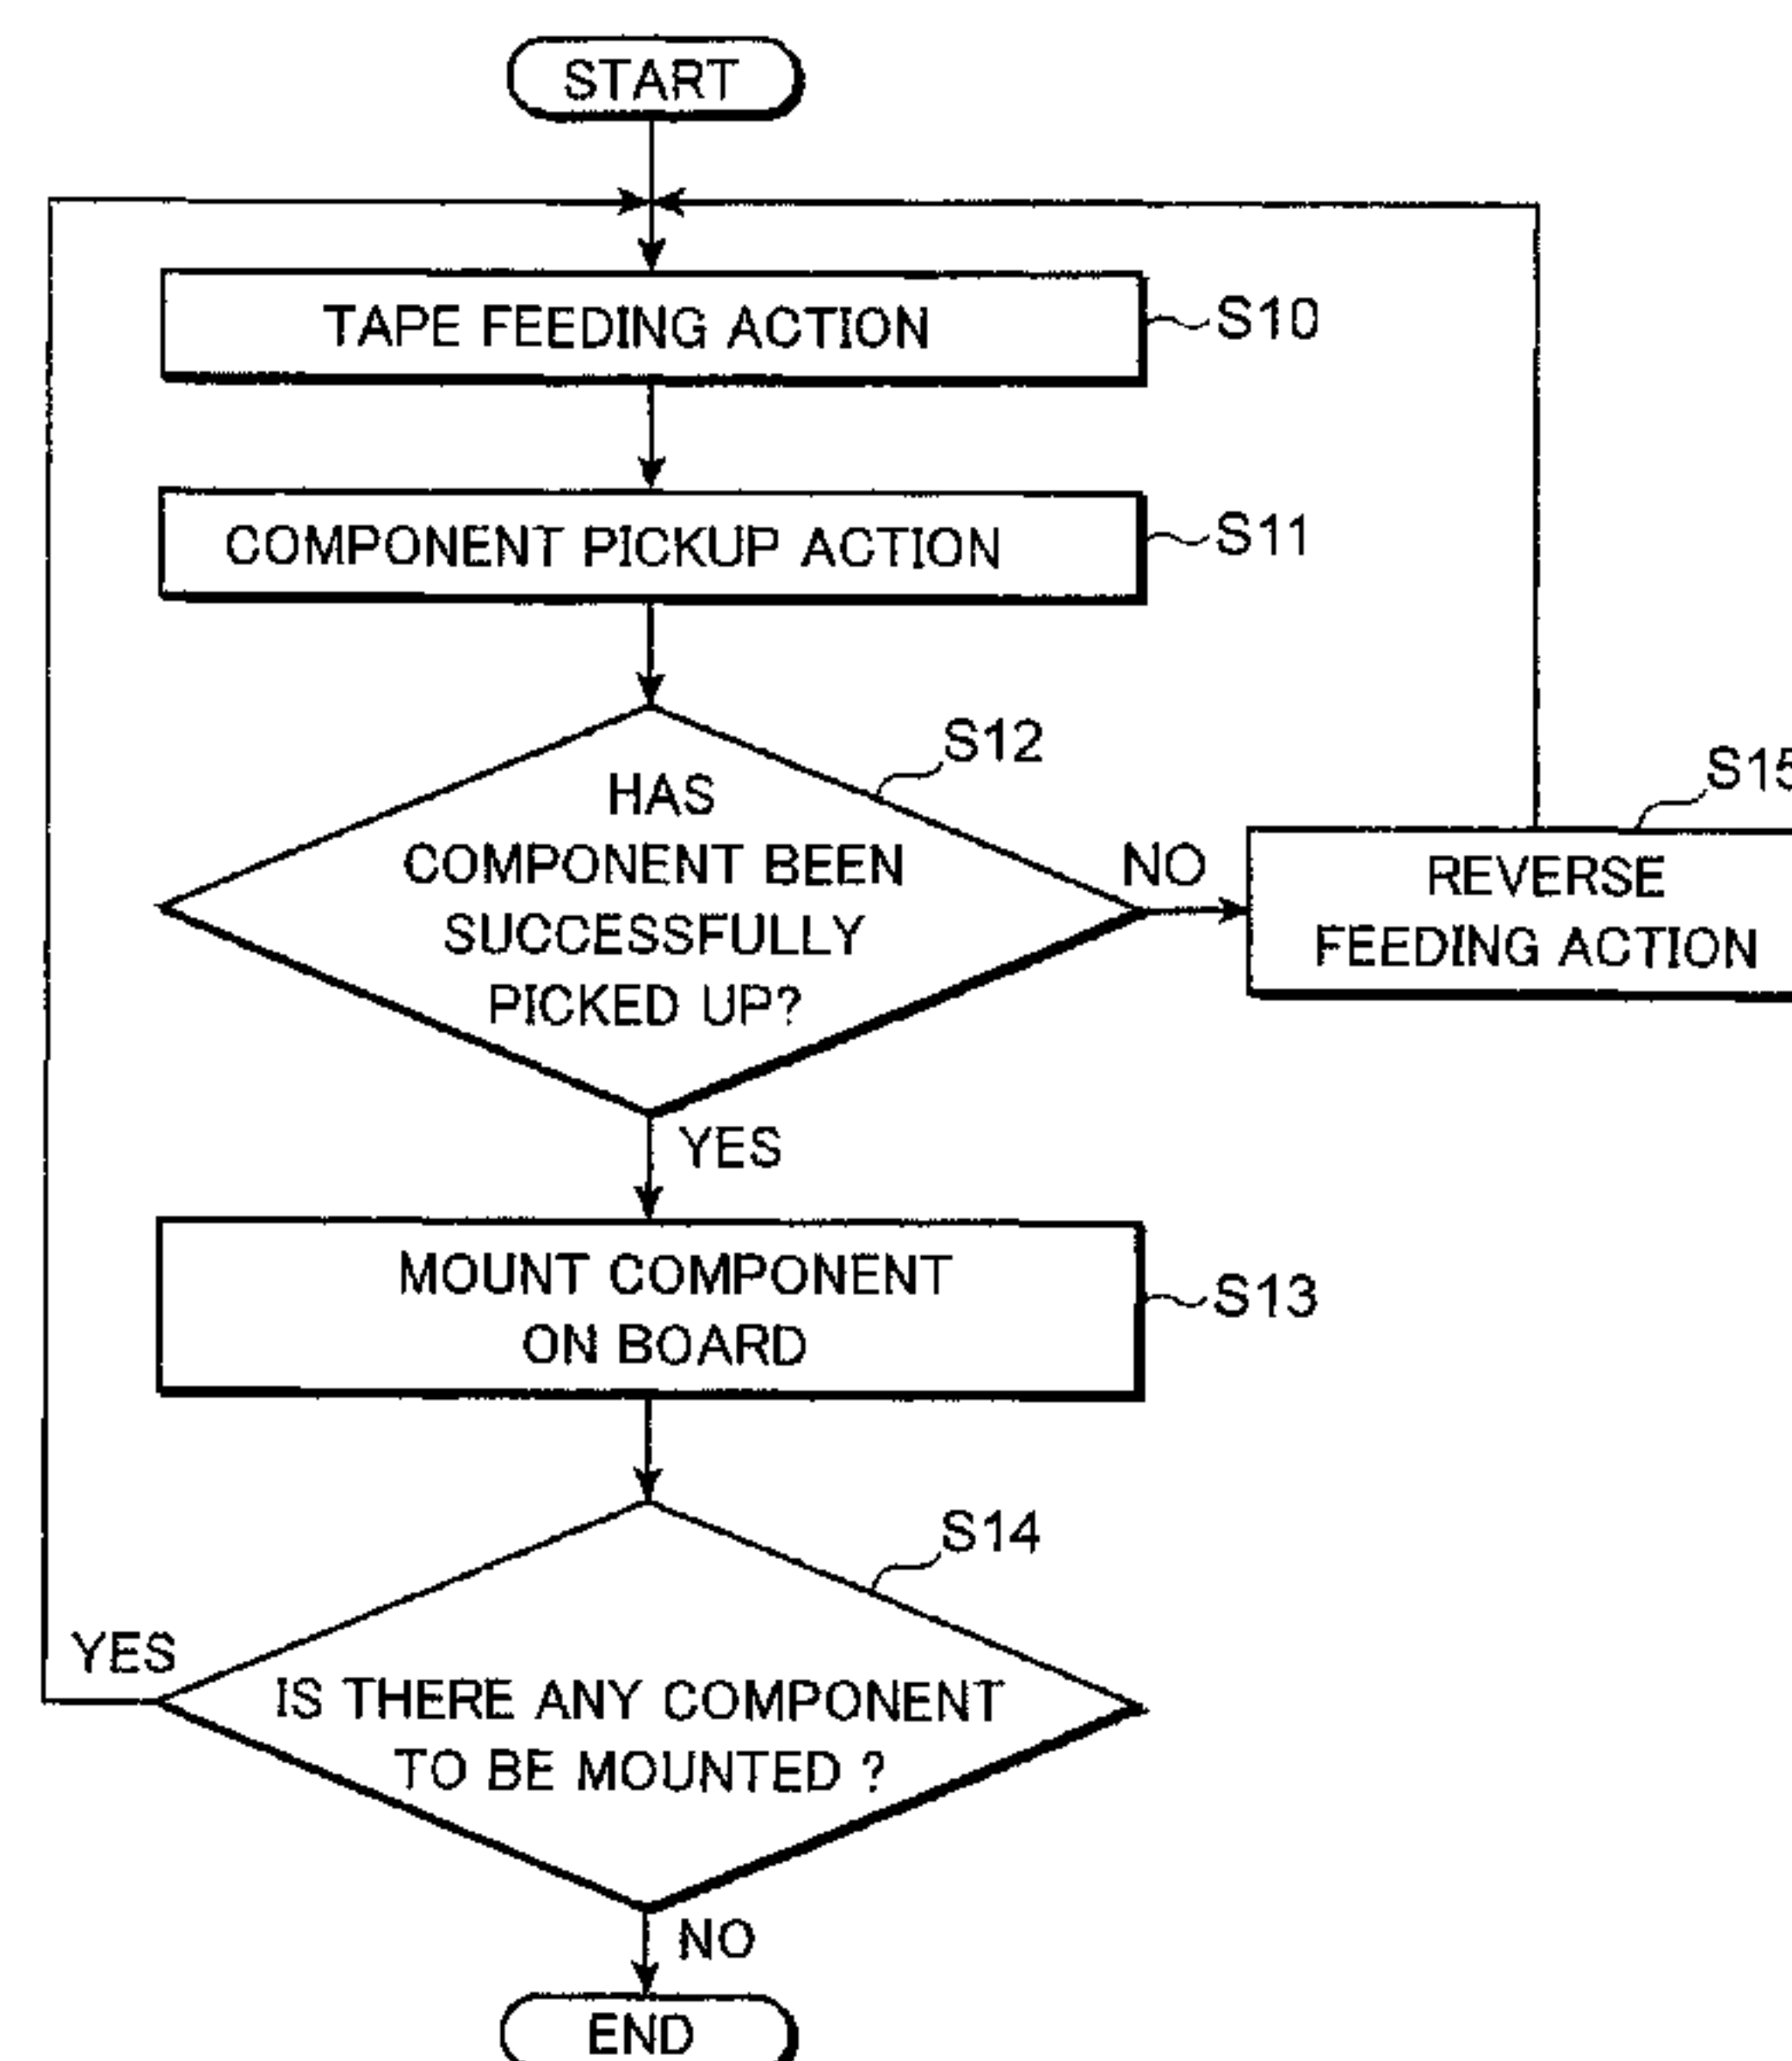 START
TAPE FEEDING ACTION
S10
COMPONENT PICKUP ACTION
S11
S12
HAS
COMPONENT BEEN
SUCCESSFULLY
PICKED UP?
NO
S15
REVERSE
FEEDING ACTION
YES
MOUNT COMPONENT
ON BOARD
S13
S14
YES
IS THERE ANY COMPONENT
TO BE MOUNTED ?
NO
END